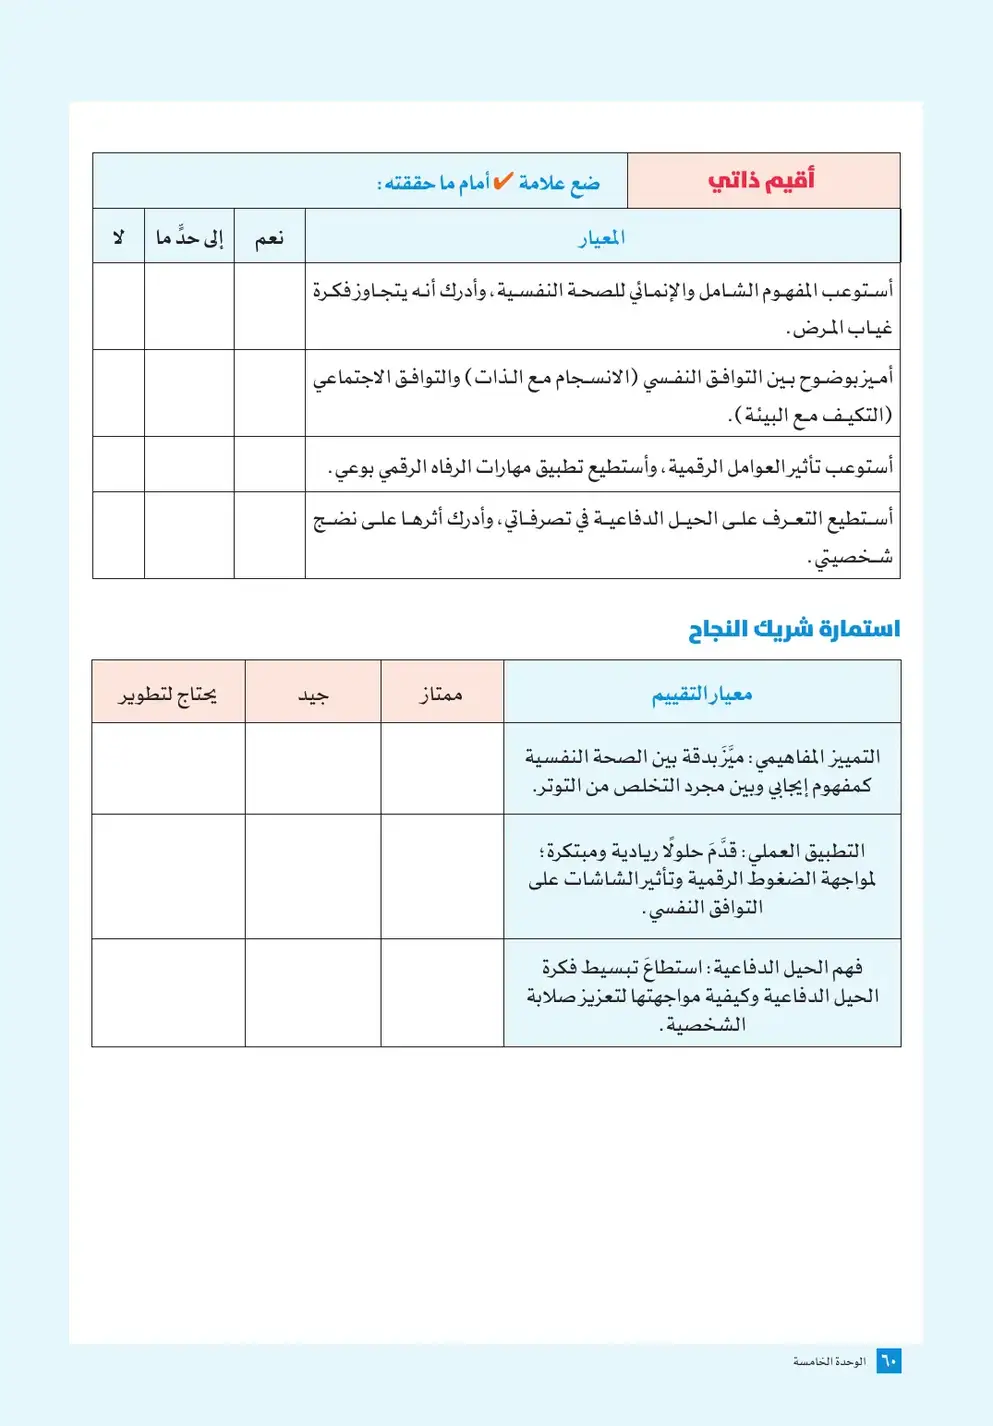 أقيم ذاتي
ضع علامة ✔ أمام ما حققته:
المعيار
نعم
إلى حدًّ ما
لا
أستوعب المفهوم الشامل والإنمائي للصحة النفسية، وأدرك أنه يتجاوز فكرة
غياب المرض.
أميز بوضوح بين التوافق النفسي (الانسجام مع الذات) والتوافق الاجتماعي
(التكيف مع البيئة).
أستوعب تأثير العوامل الرقمية، وأستطيع تطبيق مهارات الرفاه الرقمي بوعي.
أستطيع التعرف على الحيل الدفاعية في تصرفاتي، وأدرك أثرها على نضج
شخصيتي.
استمارة شريك النجاح
معيار التقييم
ممتاز
جيد
يحتاج لتطوير
التمييز المفاهيمي: ميَّزَ بدقة بين الصحة النفسية
كمفهوم إيجابي وبين مجرد التخلص من التوتر.
التطبيق العملي: قدَّمَ حلولًا ريادية ومبتكرة؛
لمواجهة الضغوط الرقمية وتأثير الشاشات على
التوافق النفسي.
فهم الحيل الدفاعية: استطاعَ تبسيط فكرة
الحيل الدفاعية وكيفية مواجهتها لتعزيز صلابة
الشخصية.
٦٠
الوحدة الخامسة